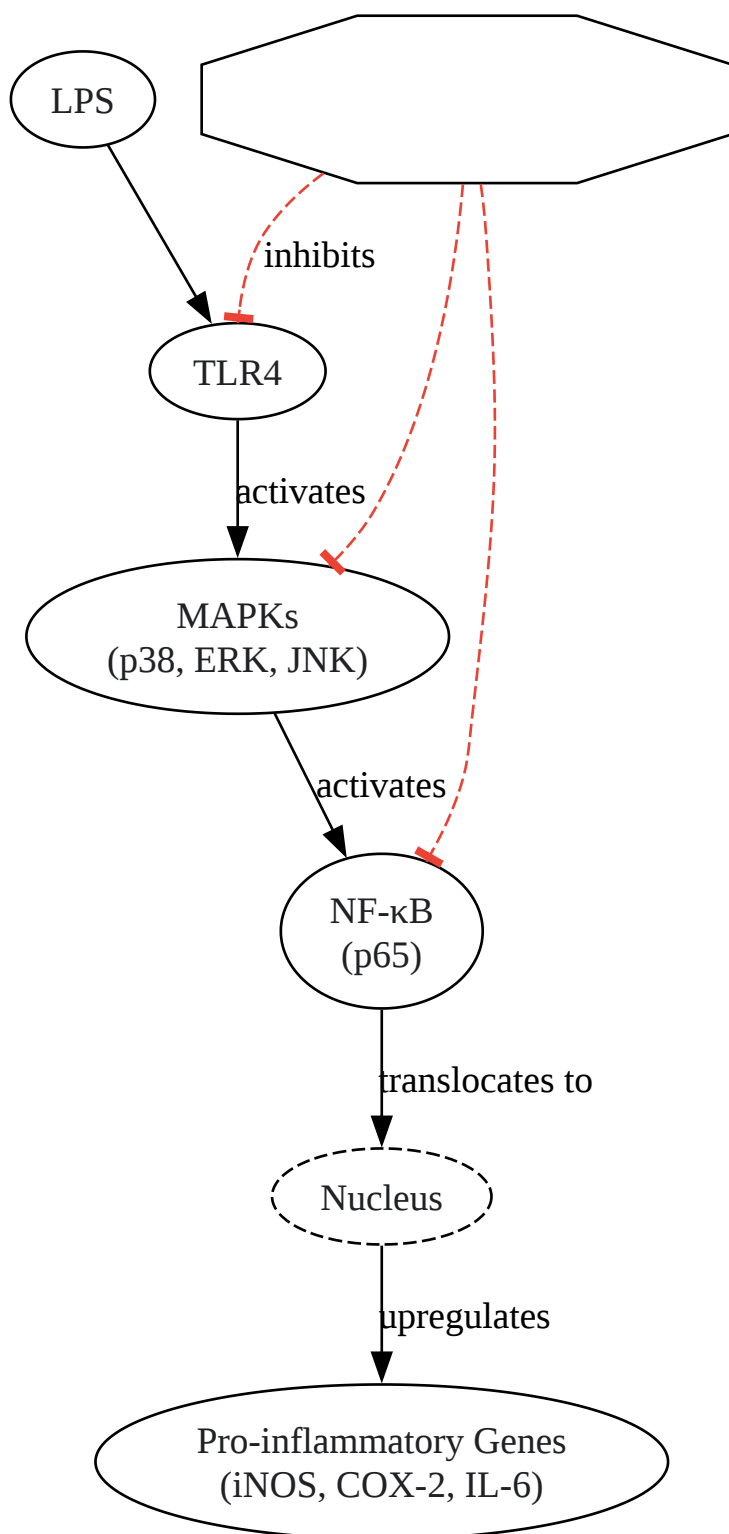 LPS
inhibits
TLR4
activates
MAPKs
(p38, ERK, JNK)
activates
NF-κB
(p65)
translocates to
Nucleus
upregulates
Pro-inflammatory Genes
(iNOS, COX-2, IL-6)